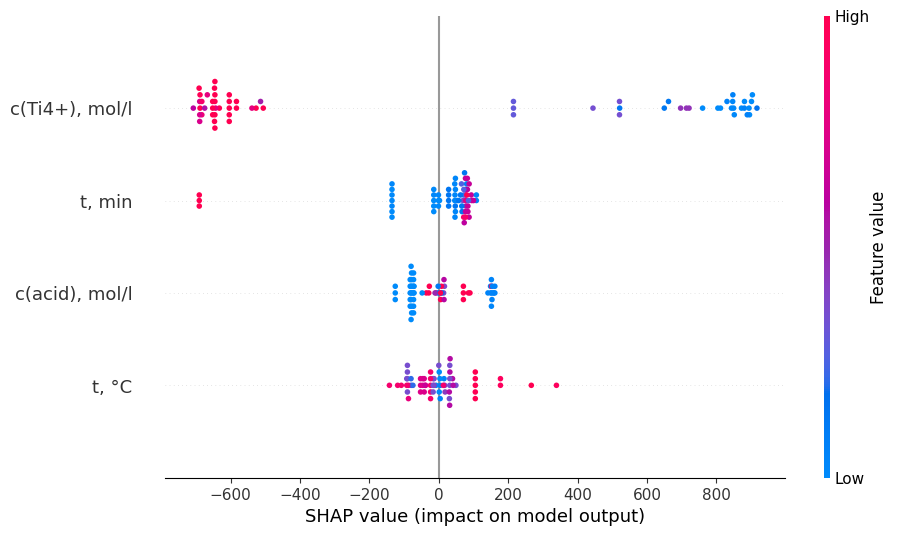 High
c(Ti4+), mol/l
t, min
c(acid), mol/l
t, °C
Feature value
Low
−600 −400 −200 0 200 400 600 800
SHAP value (impact on model output)